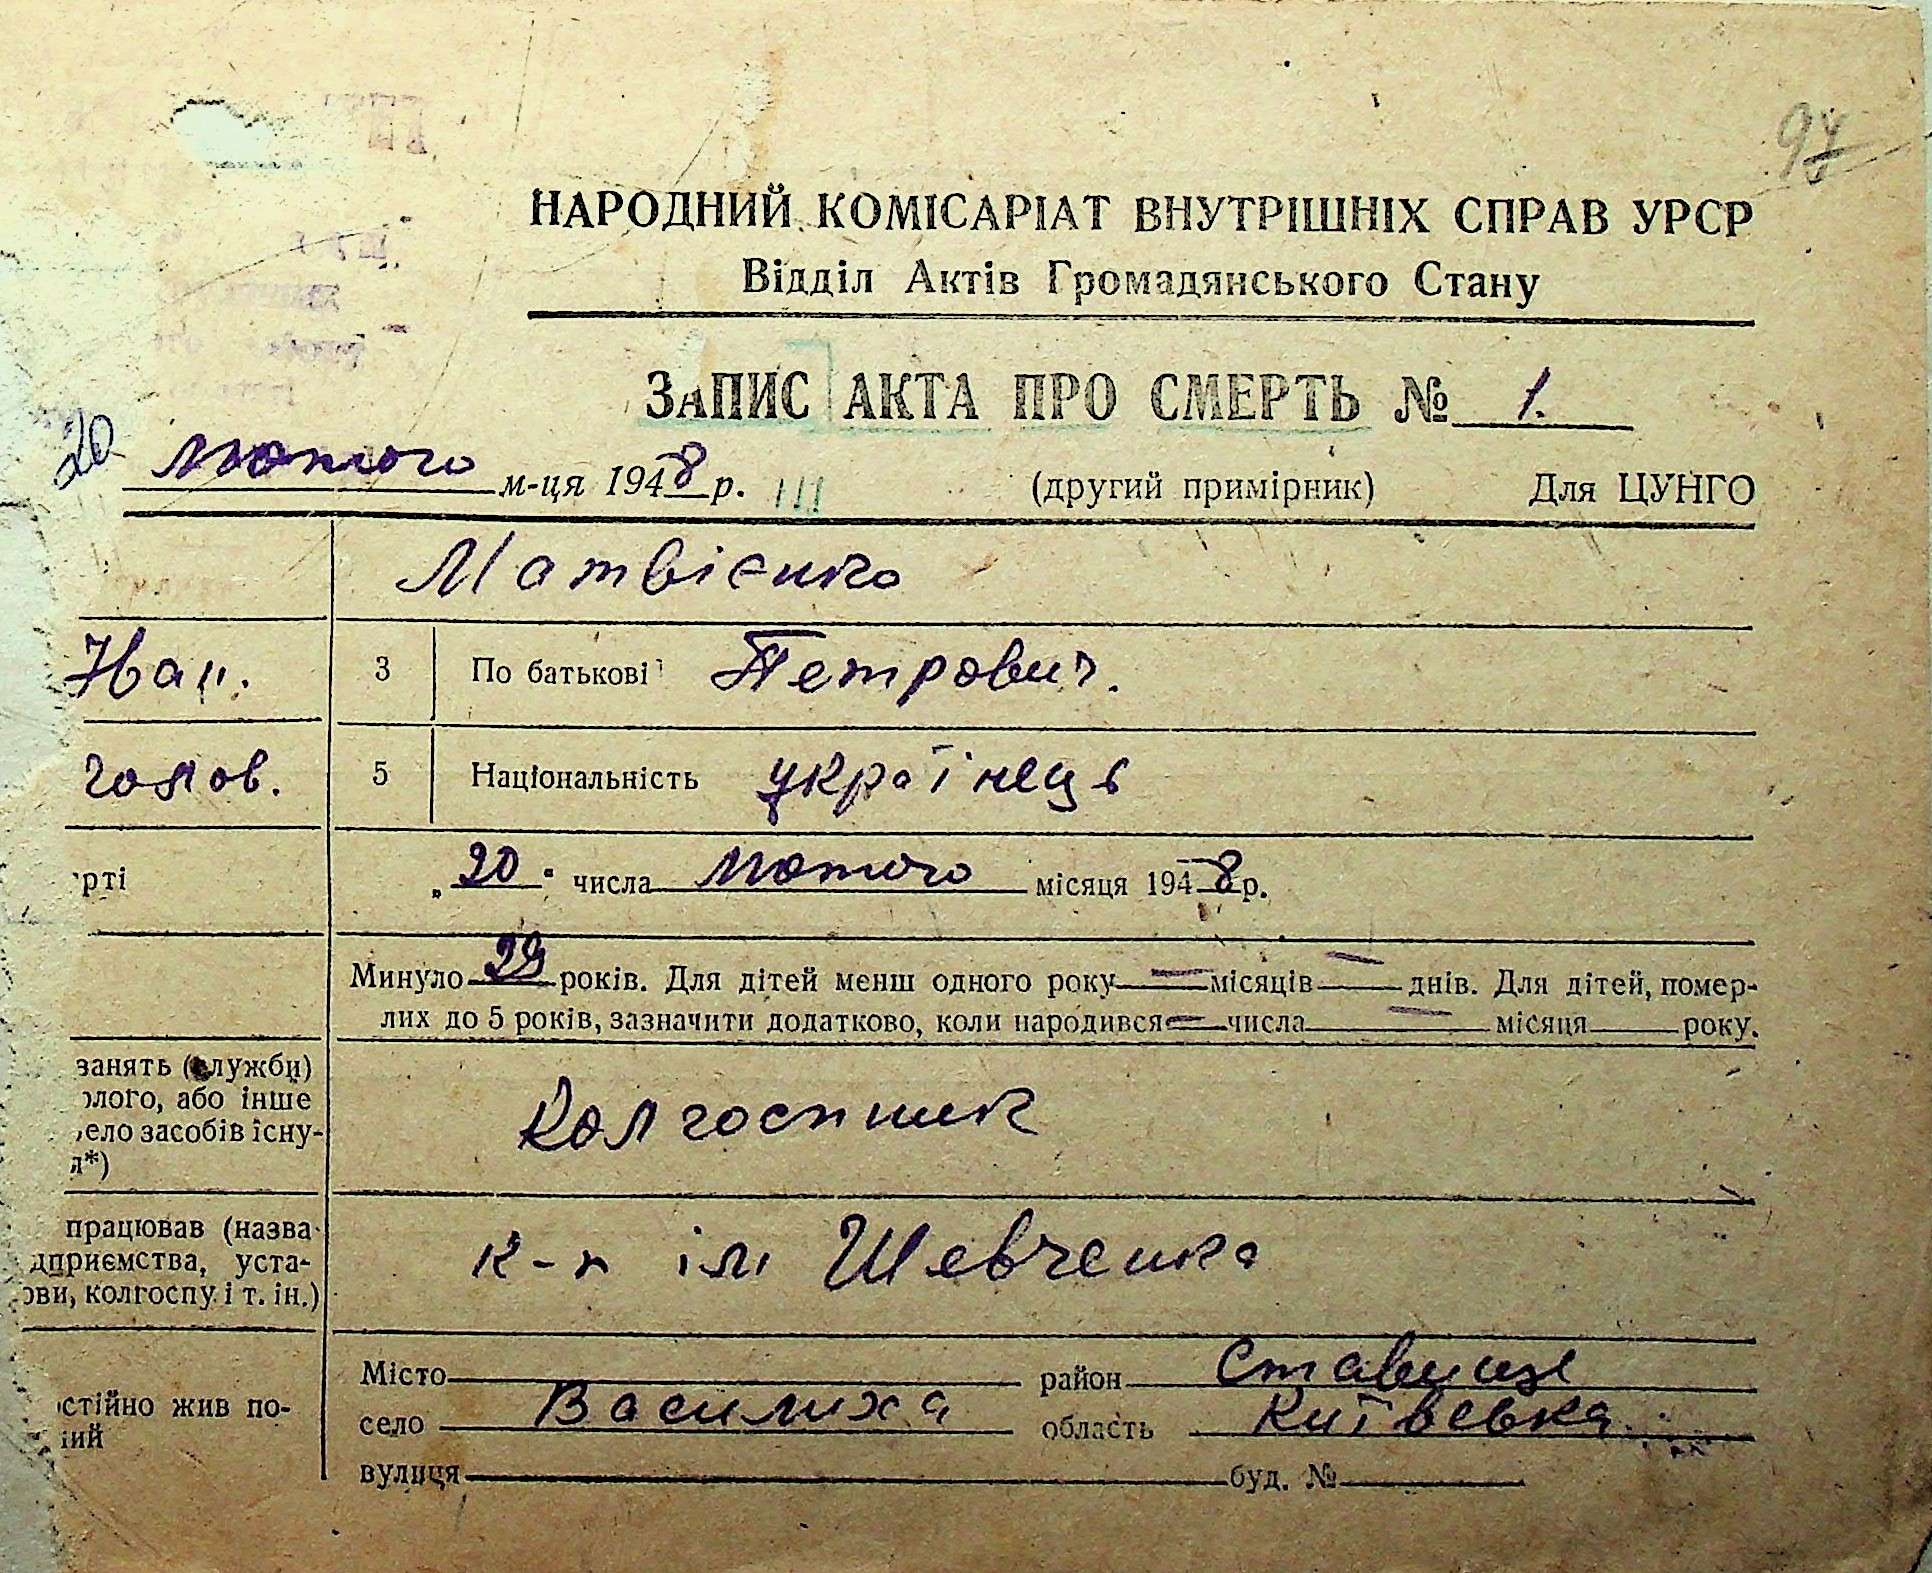 97
НАРОДНИЙ КОМІСАРІАТ ВНУТРІШНІХ СПРАВ УРСР
Відділ Актів Громадянського Стану
ЗАПИС АКТА ПРО СМЕРТЬ № 1.
20 лютого м-ця 1948 р. (другий примірник) Для ЦУНГО
Матвієнко
Іван. 3 По батькові Петрович.
чолов. 5 Національність українець
рті „20" числа лютого місяця 1948 р.
Минуло 29 років. Для дітей менш одного року — місяців — днів. Для дітей, помер-
лих до 5 років, зазначити додатково, коли народився — числа — місяця року.
занять (служби)
ого, або інше
ело засобів існу-
я*)
Колгоспник
працював (назва
дприємства, уста-
ови, колгоспу і т. ін.)
к-п ім Шевченка
стійно жив по-
ий
Місто район Ставище
село Василиха область Київська
вулиця буд. №